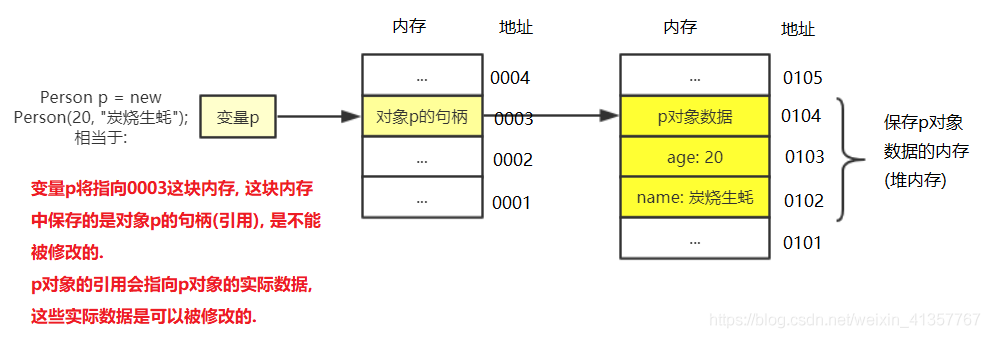 内存
地址
内存
地址
...
0004
...
0105
Person p = new
Person(20, "炭烧生蚝");
相当于:
变量p
对象p的句柄
0003
p对象数据
0104
保存p对象
数据的内存
(堆内存)
...
0002
age: 20
0103
...
0001
name: 炭烧生蚝
0102
...
0101
变量p将指向0003这块内存, 这块内存
中保存的是对象p的句柄(引用), 是不能
被修改的.
p对象的引用会指向p对象的实际数据,
这些实际数据是可以被修改的.
https://blog.csdn.net/weixin_41357767